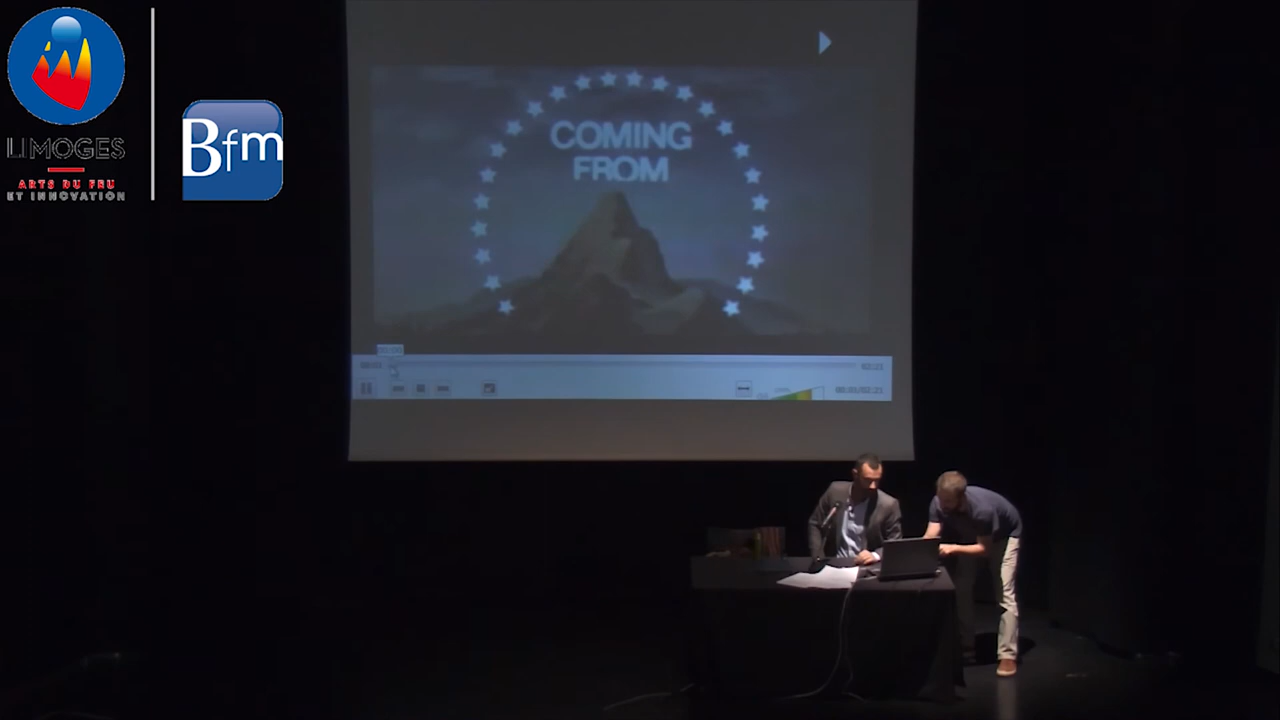 LIMOGES
ARTS DU FEU
ET INNOVATION
Bfm
COMING
FROM